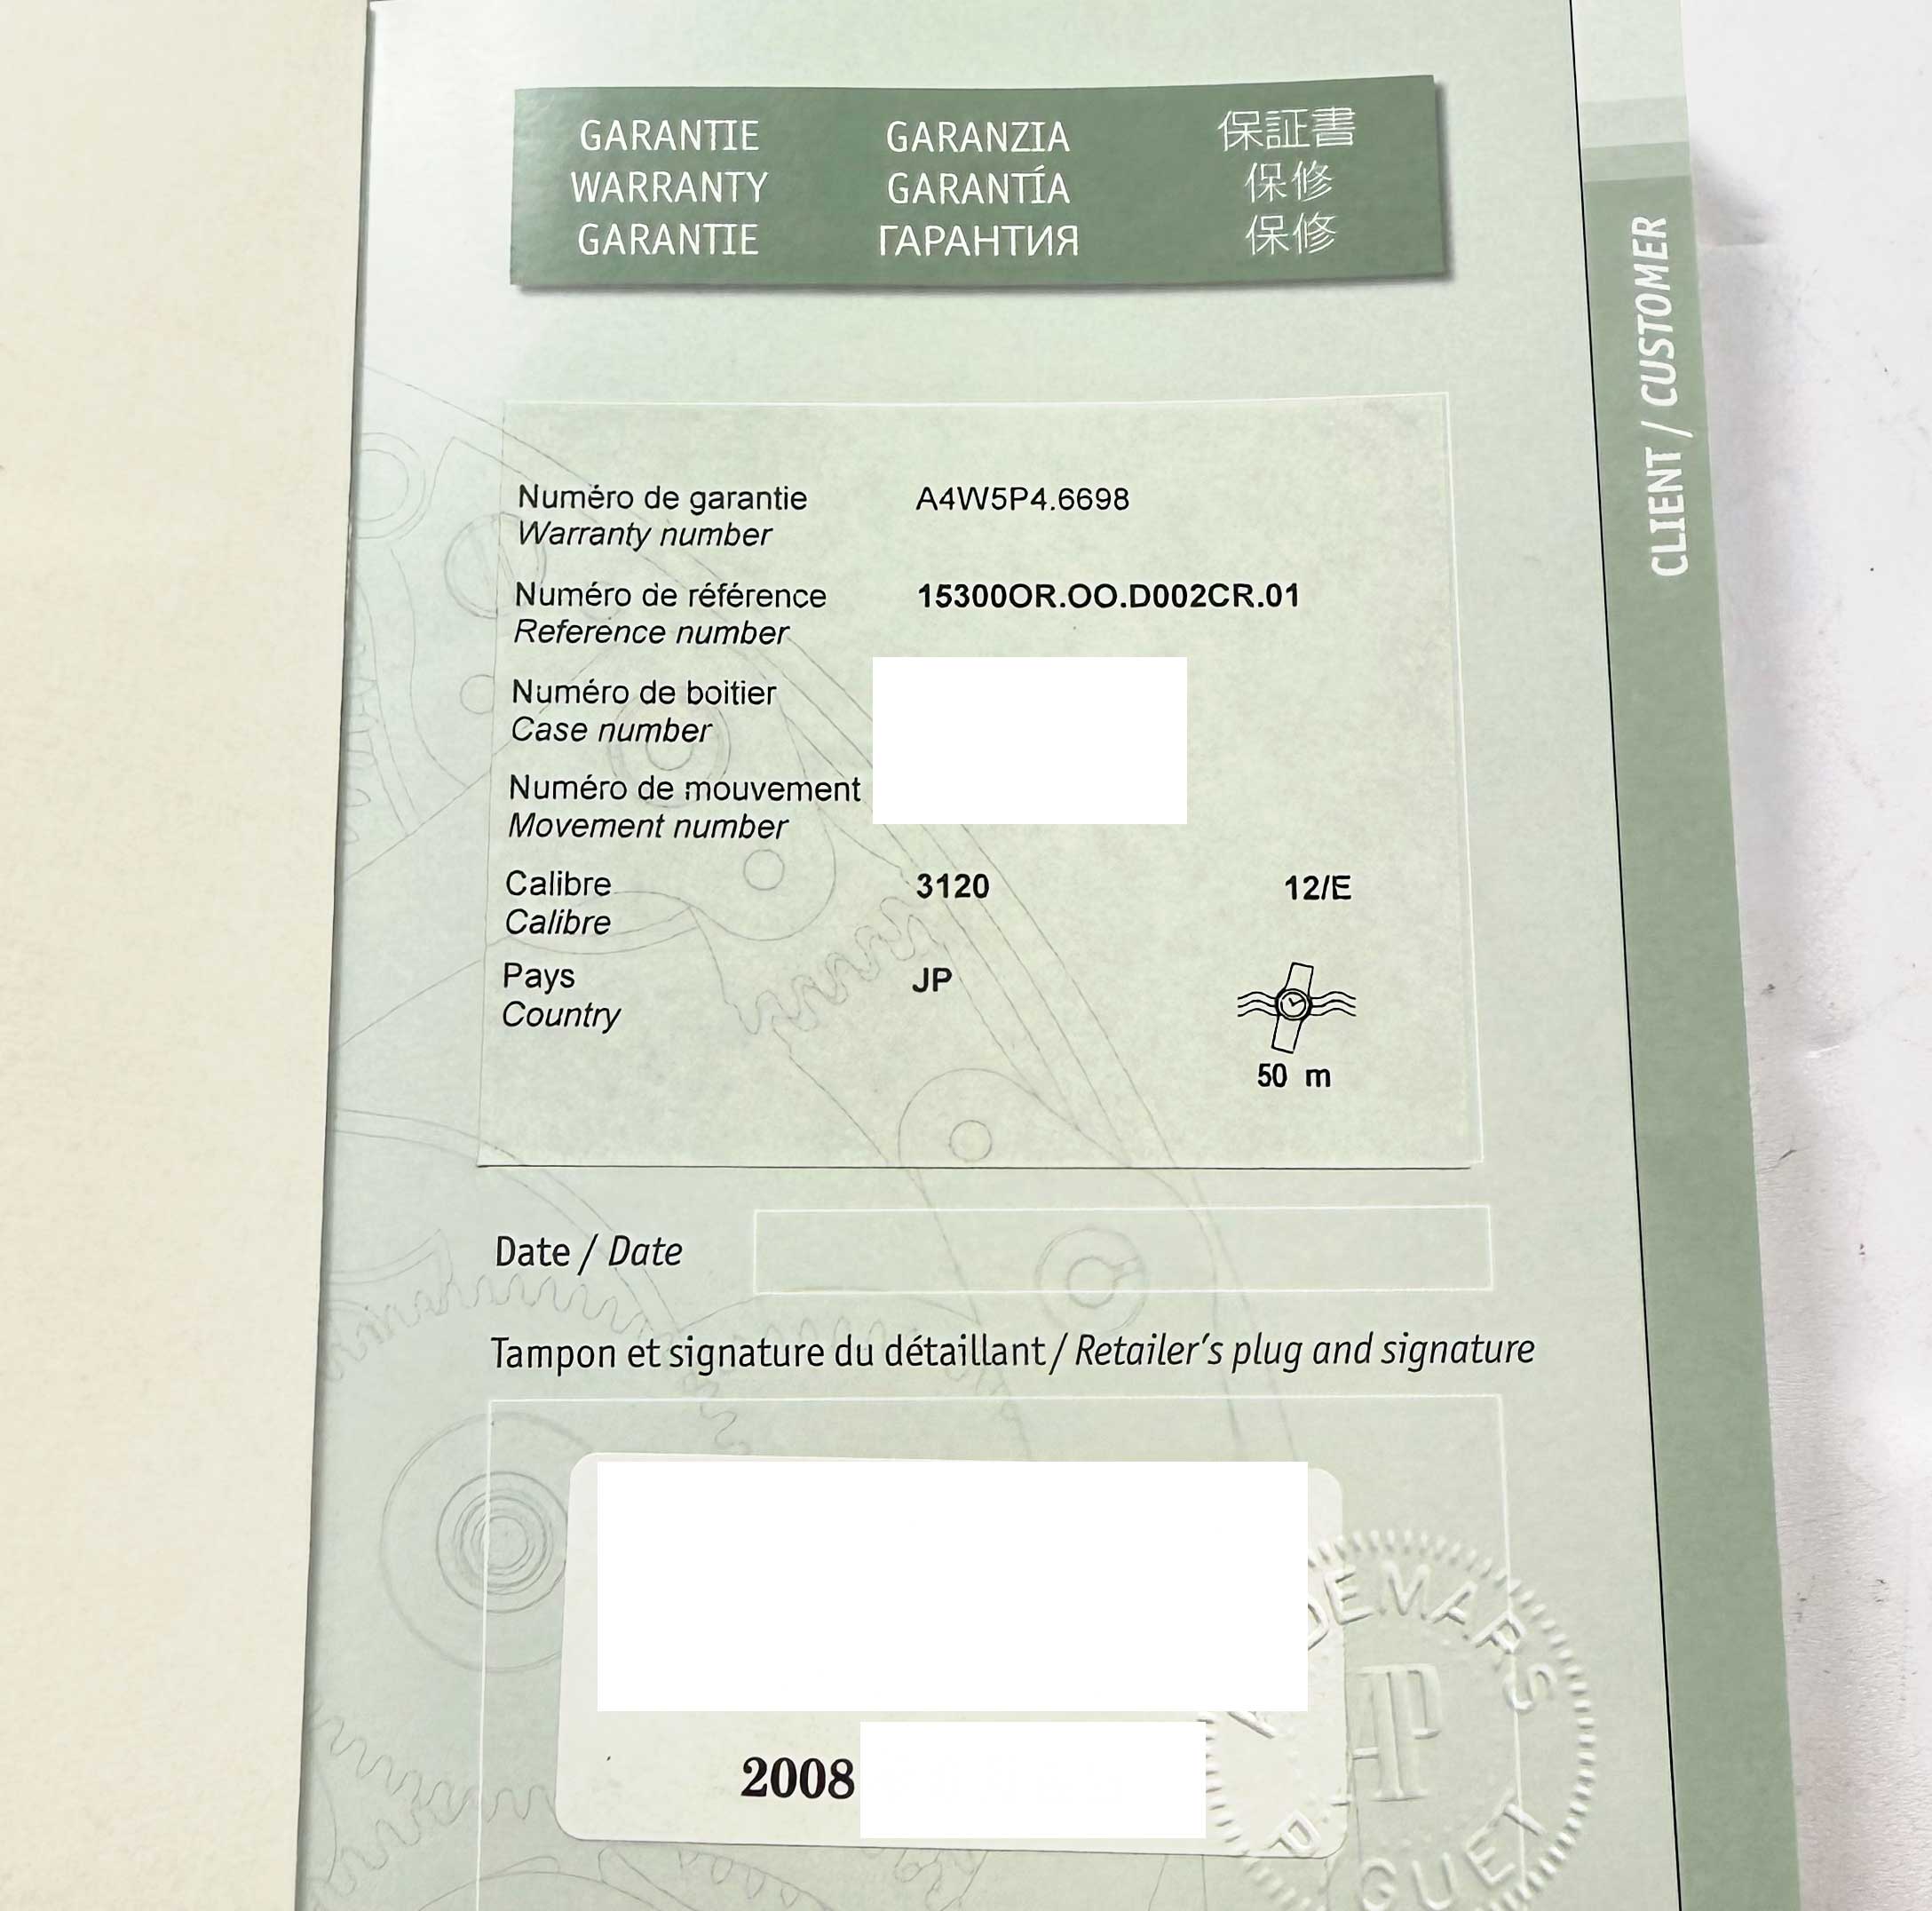 GARANTIE GARANZIA 保証書
WARRANTY GARANTÍA 保修
GARANTIE ГАРАНТИЯ 保修
CLIENT / CUSTOMER
Numéro de garantie A4W5P4.6698
Warranty number
Numéro de référence 15300OR.OO.D002CR.01
Reference number
Numéro de boitier
Case number
Numéro de mouvement
Movement number
Calibre 3120 12/E
Calibre
Pays JP
Country
50 m
Date / Date
Tampon et signature du détaillant / Retailer's plug and signature
2008
AP